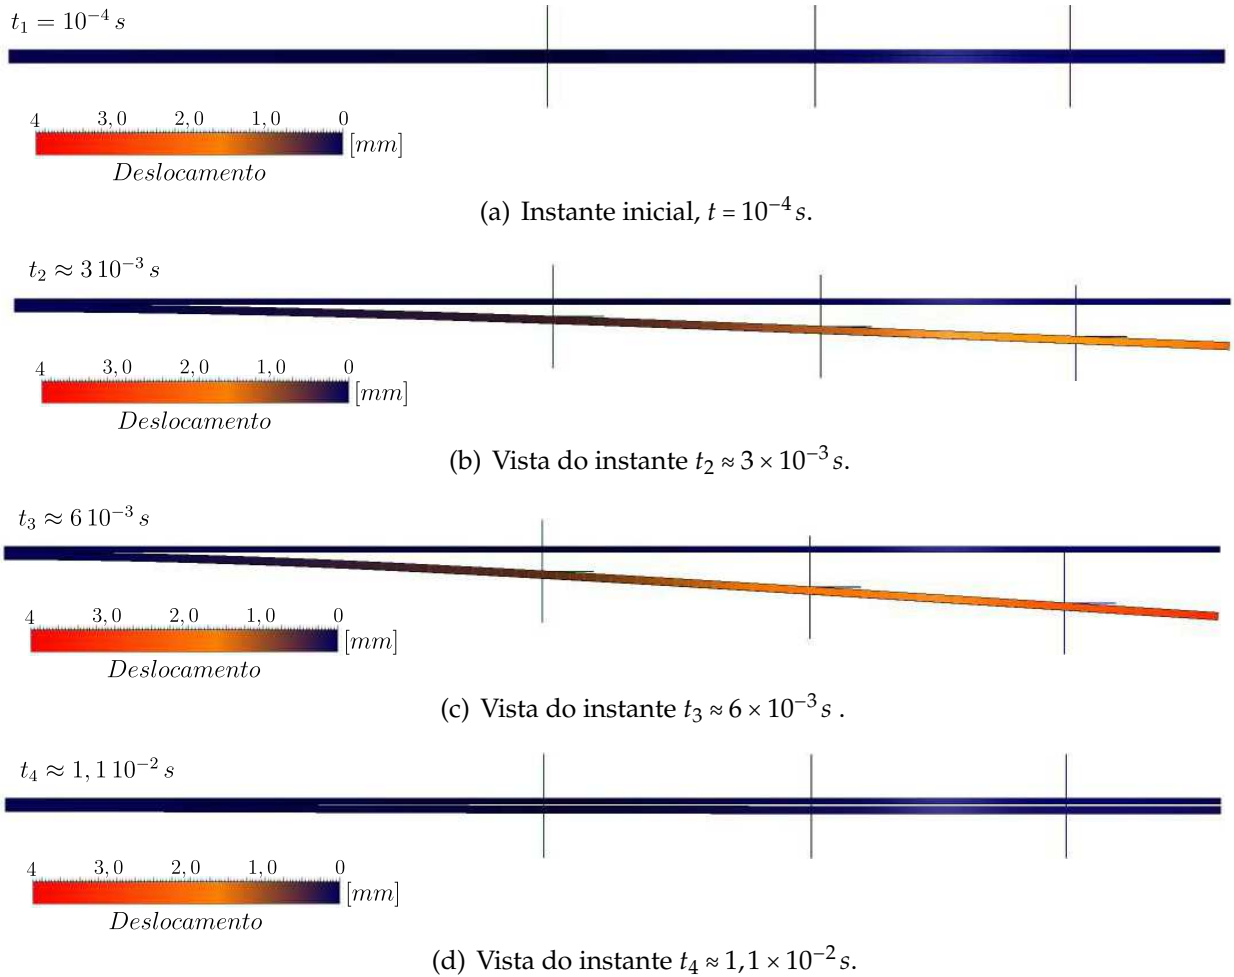 t₁ = 10⁻⁴ s
4 3,0 2,0 1,0 0
[mm]
Deslocamento
(a) Instante inicial, t = 10⁻⁴ s.
t₂ ≈ 3 10⁻³ s
4 3,0 2,0 1,0 0
[mm]
Deslocamento
(b) Vista do instante t₂ ≈ 3 × 10⁻³ s.
t₃ ≈ 6 10⁻³ s
4 3,0 2,0 1,0 0
[mm]
Deslocamento
(c) Vista do instante t₃ ≈ 6 × 10⁻³ s .
t₄ ≈ 1,1 10⁻² s
4 3,0 2,0 1,0 0
[mm]
Deslocamento
(d) Vista do instante t₄ ≈ 1,1 × 10⁻² s.